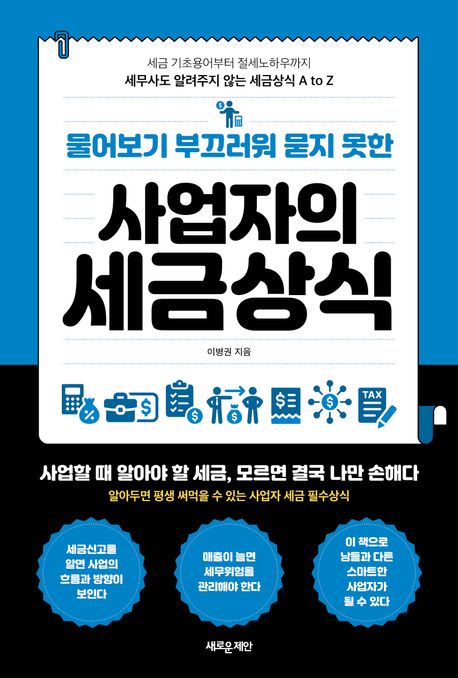 세금 기초용어부터 절세노하우까지
세무사도 알려주지 않는 세금상식 A to Z
물어보기 부끄러워 묻지 못한
사업자의
세금상식
이병권 지음
TAX
사업할 때 알아야 할 세금, 모르면 결국 나만 손해다
알아두면 평생 써먹을 수 있는 사업자 세금 필수상식
세금신고를
알면 사업의
흐름과 방향이
보인다
매출이 늘면
세무위험을
관리해야 한다
이 책으로
남들과 다른
스마트한
사업자가
될 수 있다
새로운 제안